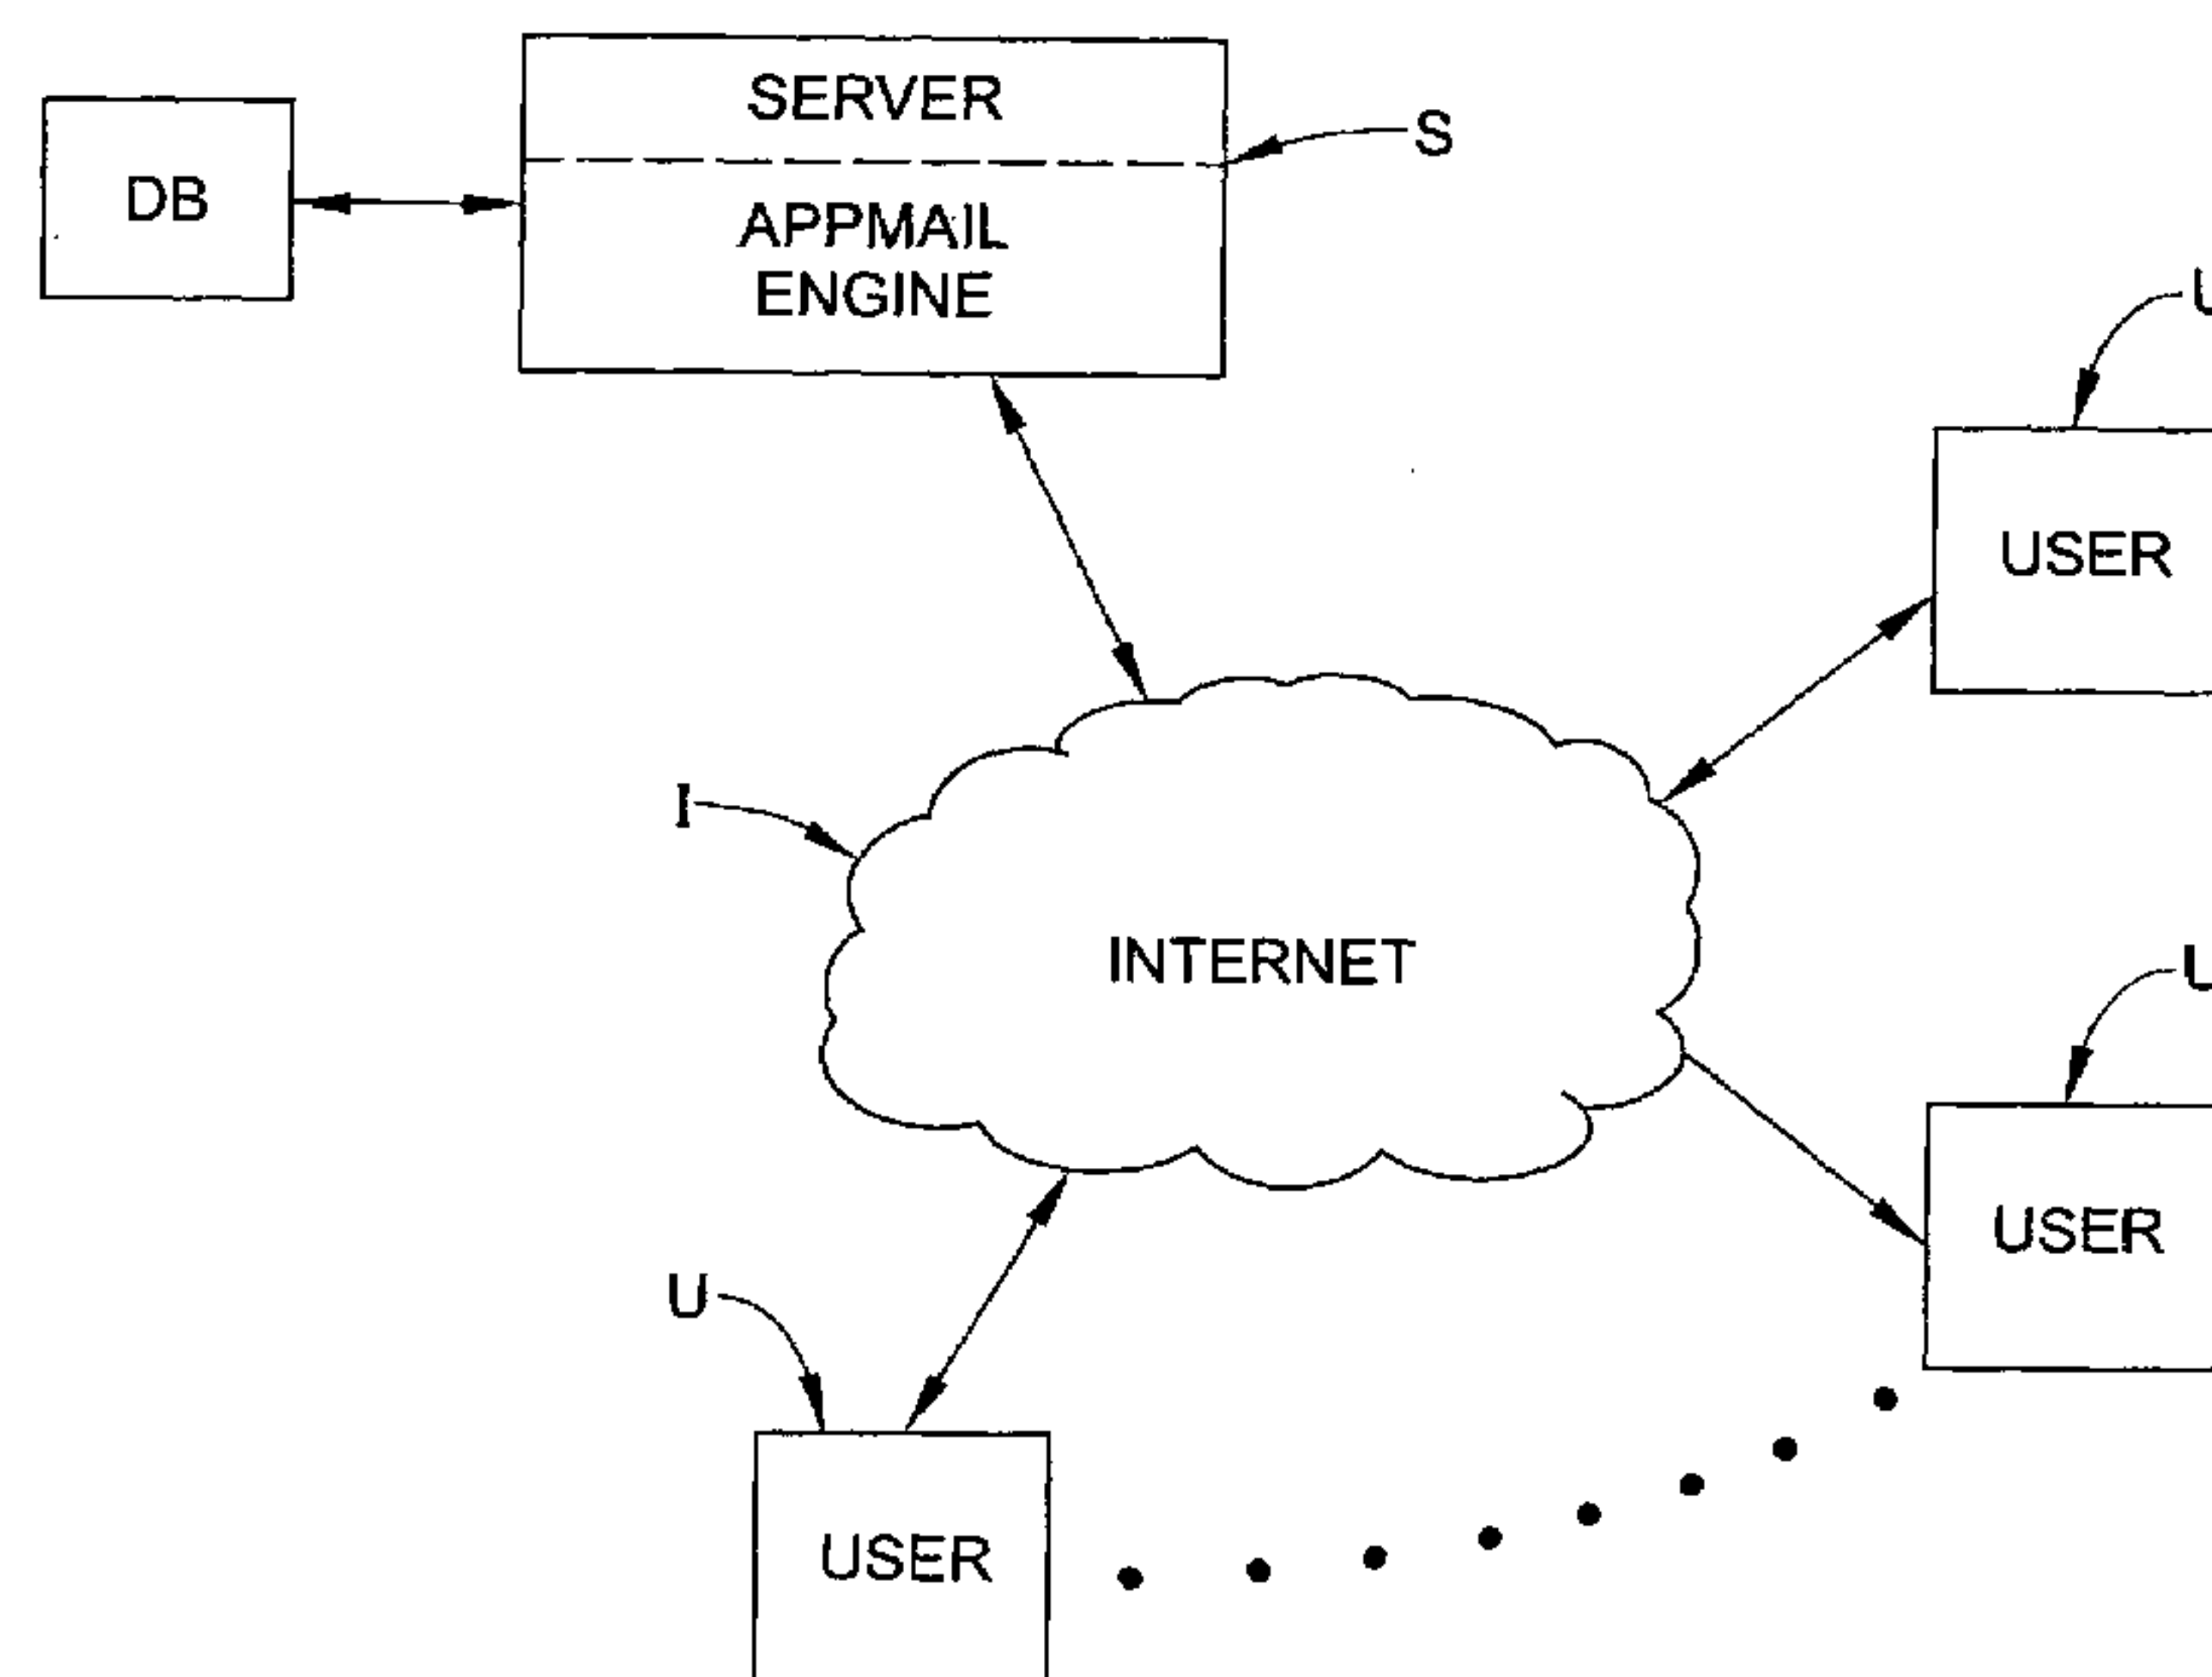 SERVER
S
DB
APPMAIL
ENGINE
U
USER
I
INTERNET
U
USER
U
USER